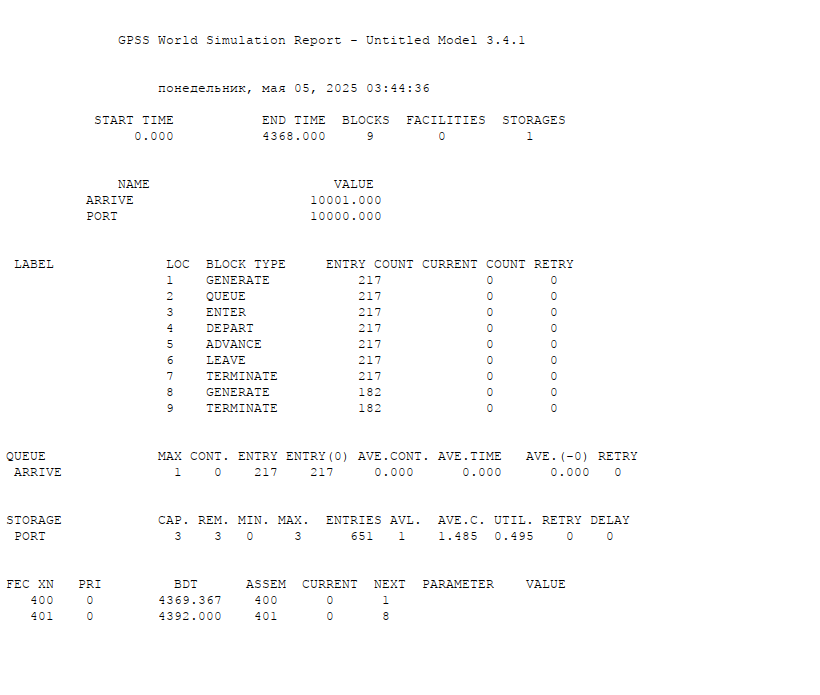 GPSS World Simulation Report - Untitled Model 3.4.1
понедельник, мая 05, 2025 03:44:36
START TIME END TIME BLOCKS FACILITIES STORAGES
0.000 4368.000 9 0 1
NAME VALUE
ARRIVE 10001.000
PORT 10000.000
LABEL LOC BLOCK TYPE ENTRY COUNT CURRENT COUNT RETRY
1 GENERATE 217 0 0
2 QUEUE 217 0 0
3 ENTER 217 0 0
4 DEPART 217 0 0
5 ADVANCE 217 0 0
6 LEAVE 217 0 0
7 TERMINATE 217 0 0
8 GENERATE 182 0 0
9 TERMINATE 182 0 0
QUEUE MAX CONT. ENTRY ENTRY(0) AVE.CONT. AVE.TIME AVE.(-0) RETRY
ARRIVE 1 0 217 217 0.000 0.000 0.000 0
STORAGE CAP. REM. MIN. MAX. ENTRIES AVL. AVE.C. UTIL. RETRY DELAY
PORT 3 3 0 3 651 1 1.485 0.495 0 0
FEC XN PRI BDT ASSEM CURRENT NEXT PARAMETER VALUE
400 0 4369.367 400 0 1
401 0 4392.000 401 0 8